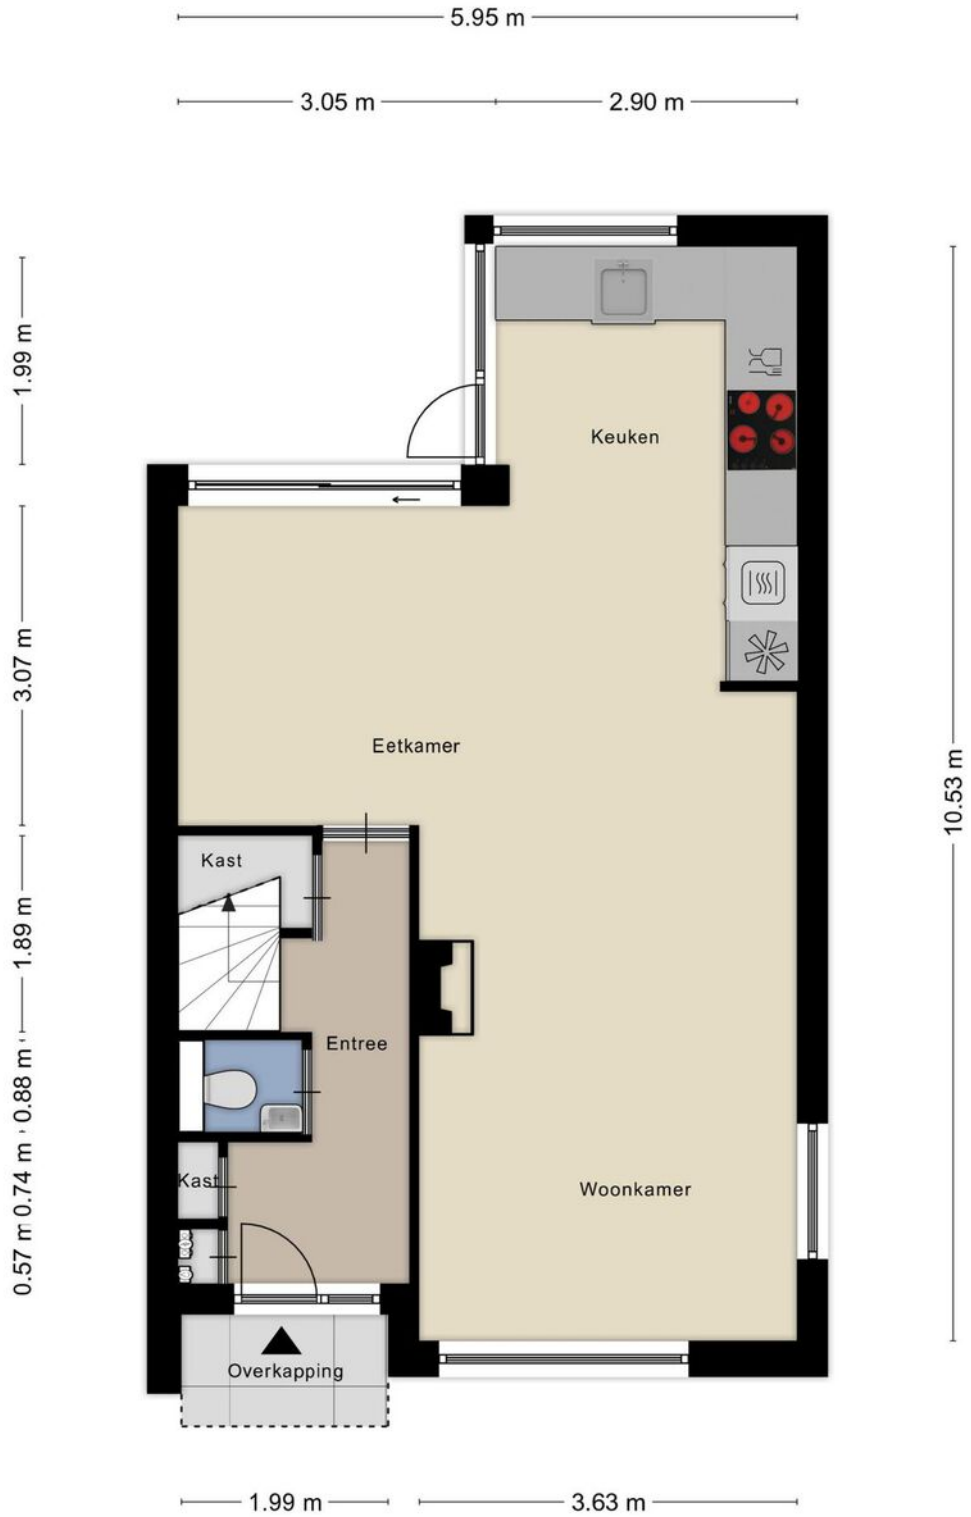 5.95 m
3.05 m
2.90 m
1.99 m
3.07 m
1.89 m
0.88 m
0.74 m
0.57 m
10.53 m
Keuken
Eetkamer
Kast
Entree
Kast
Woonkamer
Overkapping
1.99 m
3.63 m